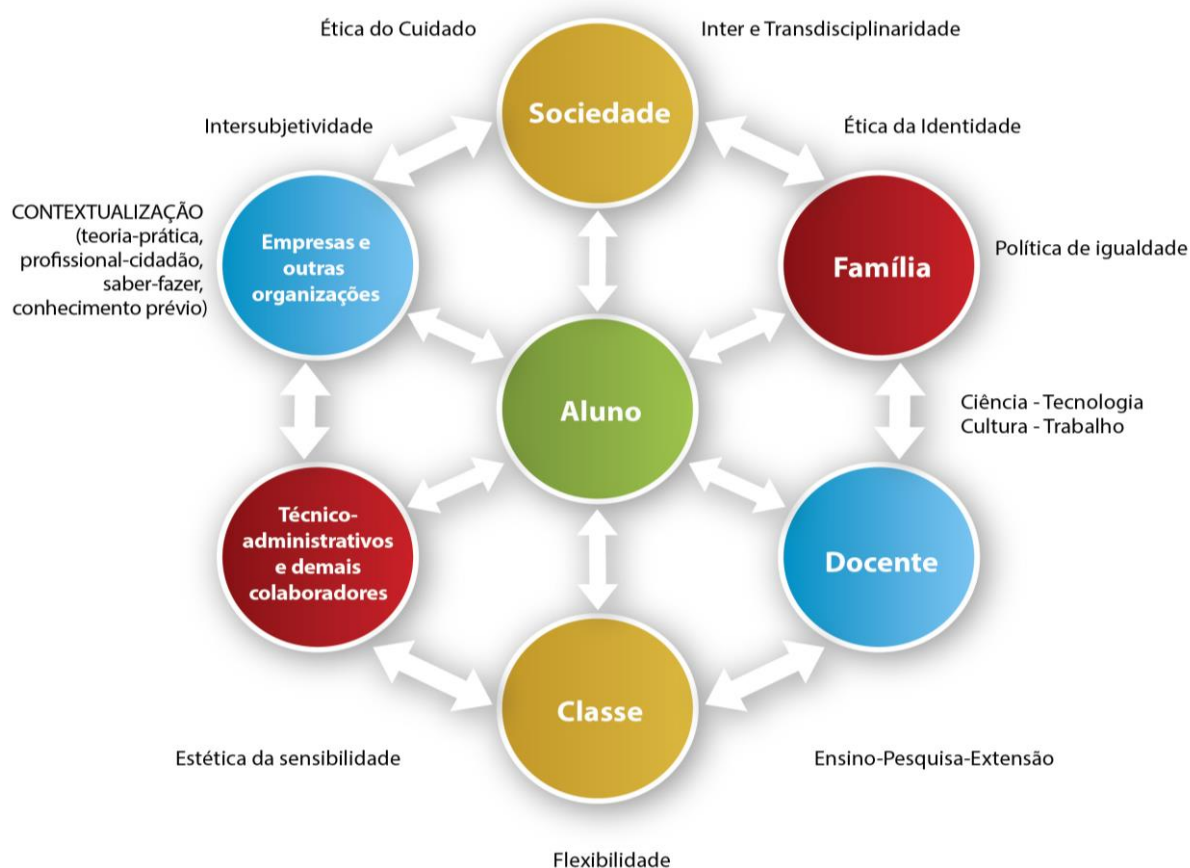 Ética do Cuidado
Inter e Transdisciplinaridade
Sociedade
Intersubjetividade
Ética da Identidade
CONTEXTUALIZAÇÃO
(teoria-prática,
profissional-cidadão,
saber-fazer,
conhecimento prévio)
Empresas e
outras
organizações
Família
Política de igualdade
Aluno
Ciência - Tecnologia
Cultura - Trabalho
Técnico-
administrativos
e demais
colaboradores
Docente
Classe
Estética da sensibilidade
Ensino-Pesquisa-Extensão
Flexibilidade